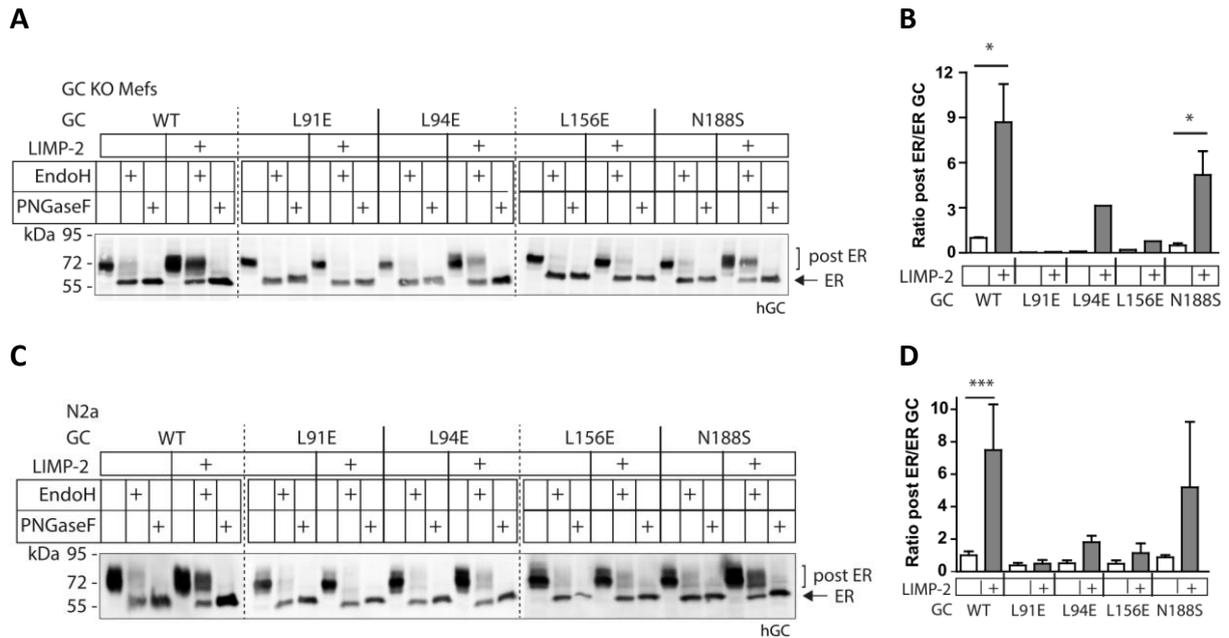 A
GC KO Mefs
GC WT L91E L94E L156E N188S
LIMP-2 + + + + +
EndoH + + + + + + + + + +
PNGaseF + + + + + + + + + +
kDa 95 -
72 -
55 -
post ER
ER
hGC
B
Ratio post ER/ER GC
12
9
6
3
0
*
*
LIMP-2 + + + + +
GC WT L91E L94E L156E N188S
C
N2a
GC WT L91E L94E L156E N188S
LIMP-2 + + + + +
EndoH + + + + + + + + + +
PNGaseF + + + + + + + + + +
kDa 95 -
72 -
55 -
post ER
ER
hGC
D
Ratio post ER/ER GC
10
8
6
4
2
0
***
LIMP-2 + + + + +
GC WT L91E L94E L156E N188S